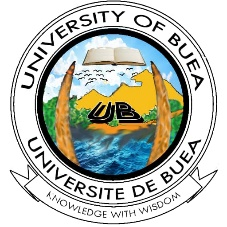 UNIVERSITY OF BUEA
UB
UNIVERSITE DE BUEA
KNOWLEDGE WITH WISDOM